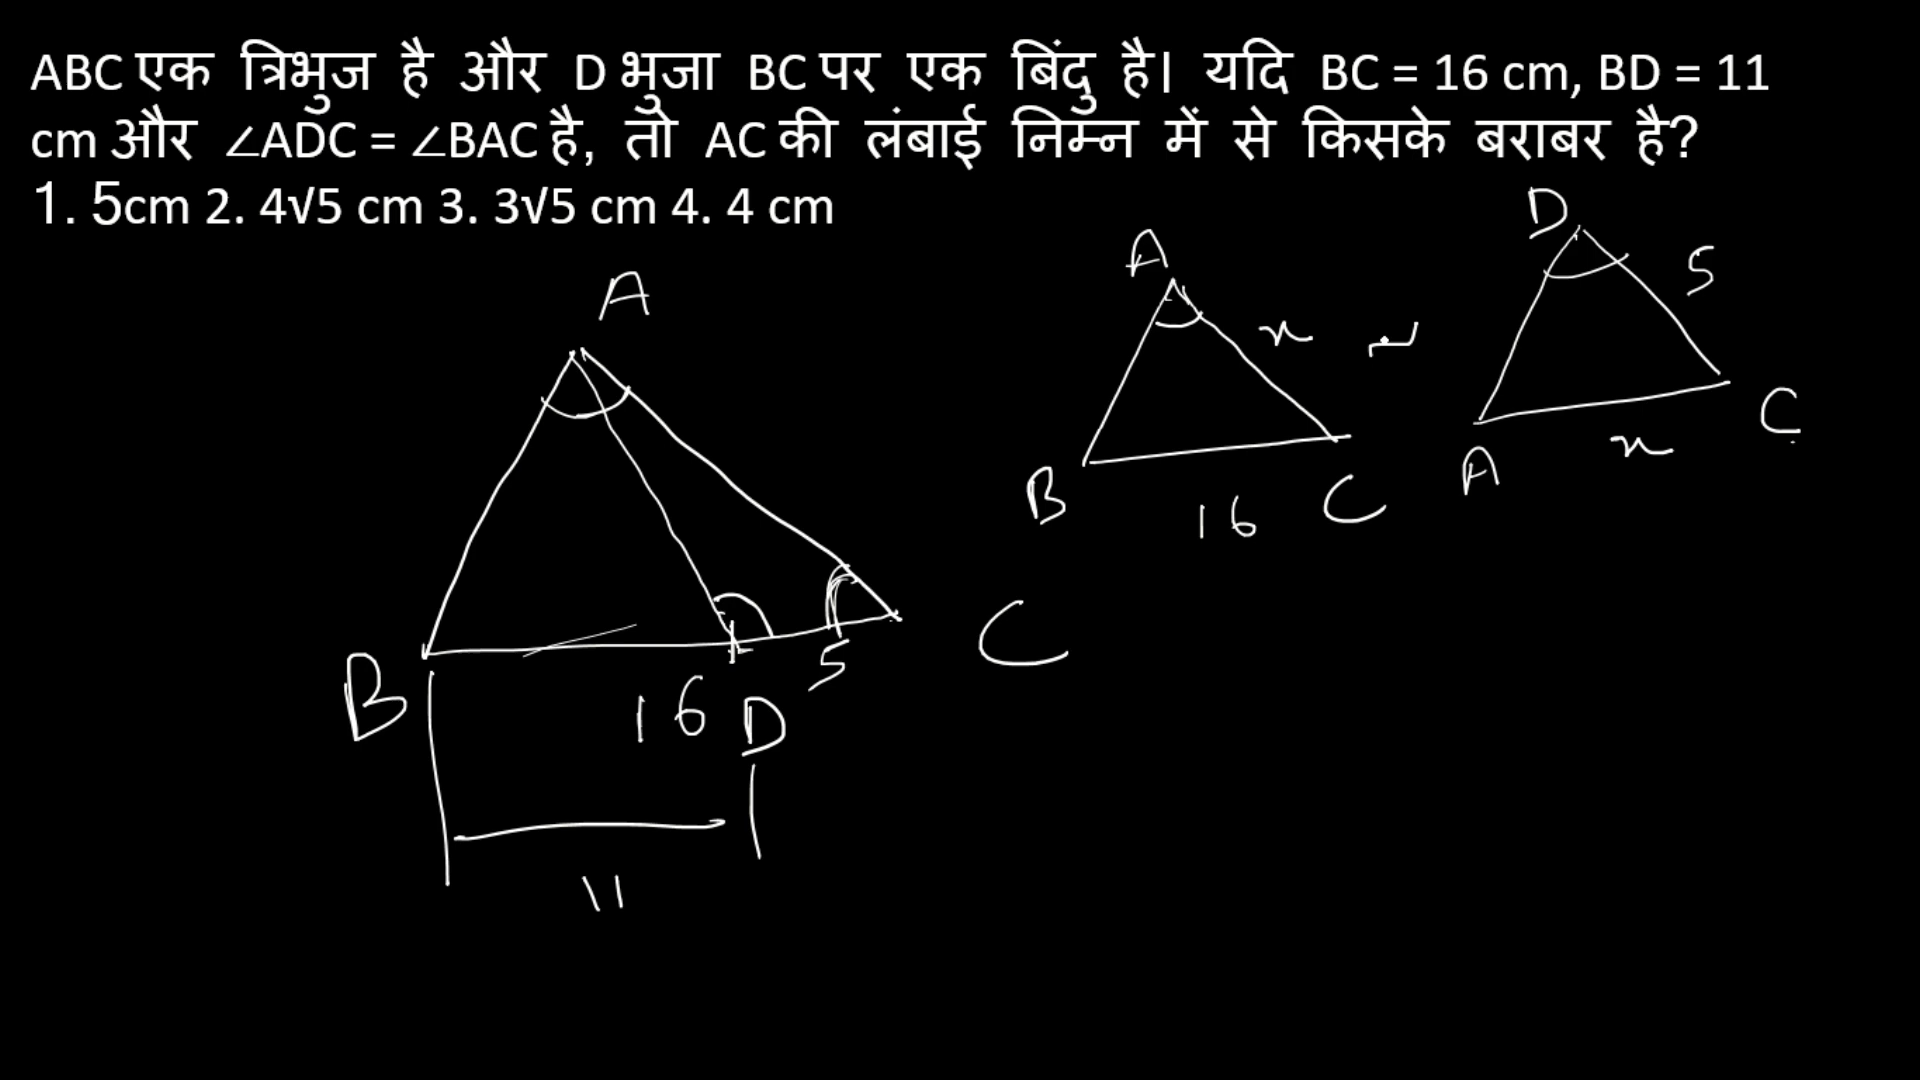 ABC एक त्रिभुज है और D भुजा BC पर एक बिंदु है। यदि BC = 16 cm, BD = 11
cm और ∠ADC = ∠BAC है, तो AC की लंबाई निम्न में से किसके बराबर है?
1. 5cm 2. 4√5 cm 3. 3√5 cm 4. 4 cm
D
A
5
A
x
~
C
x
A
B
16
C
B
C
5
16
D
11